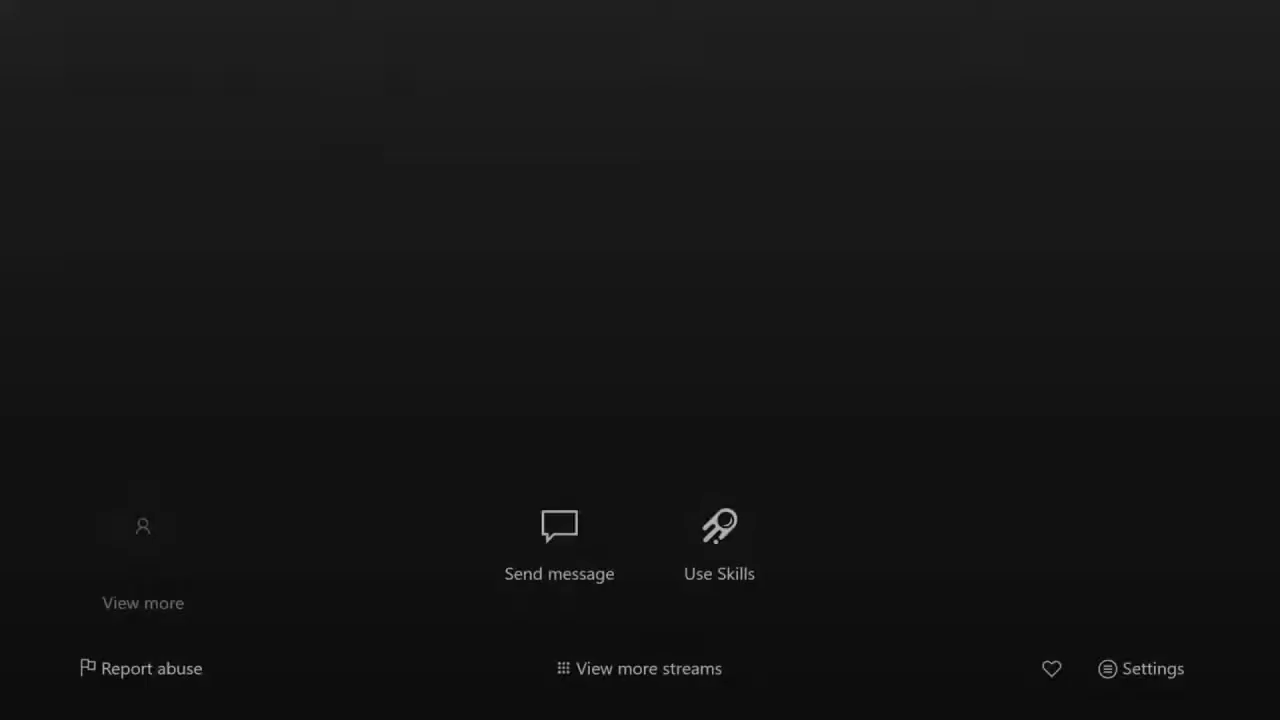 Send message
Use Skills
View more
Report abuse
View more streams
Settings